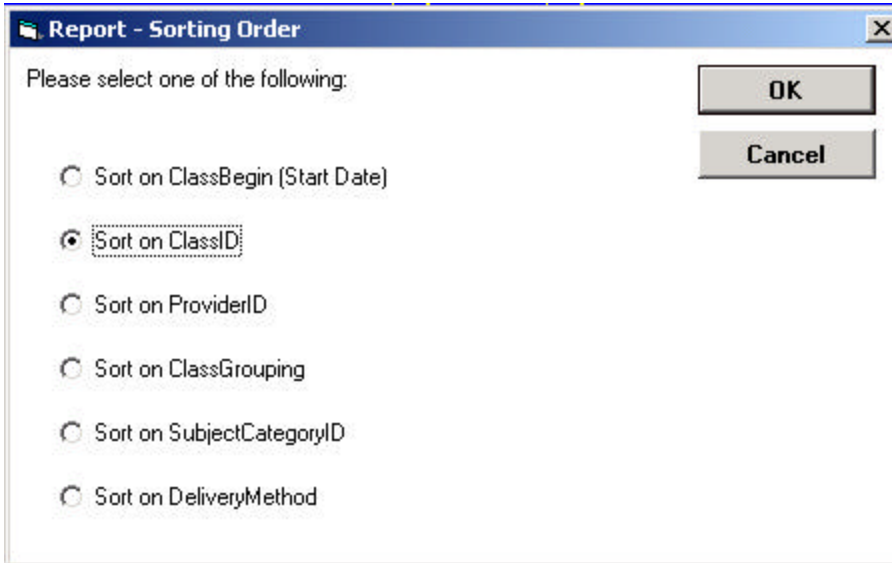 Report - Sorting Order
Please select one of the following:
OK
Cancel
Sort on ClassBegin (Start Date)
Sort on ClassID
Sort on ProviderID
Sort on ClassGrouping
Sort on SubjectCategoryID
Sort on DeliveryMethod